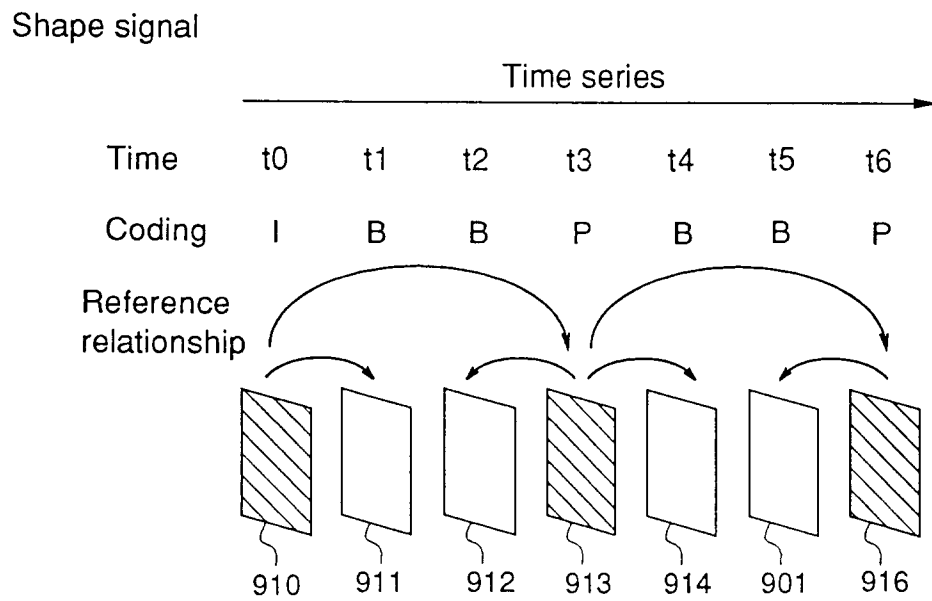 Shape signal
Time series
Time t0 t1 t2 t3 t4 t5 t6
Coding I B B P B B P
Reference
relationship
910 911 912 913 914 901 916